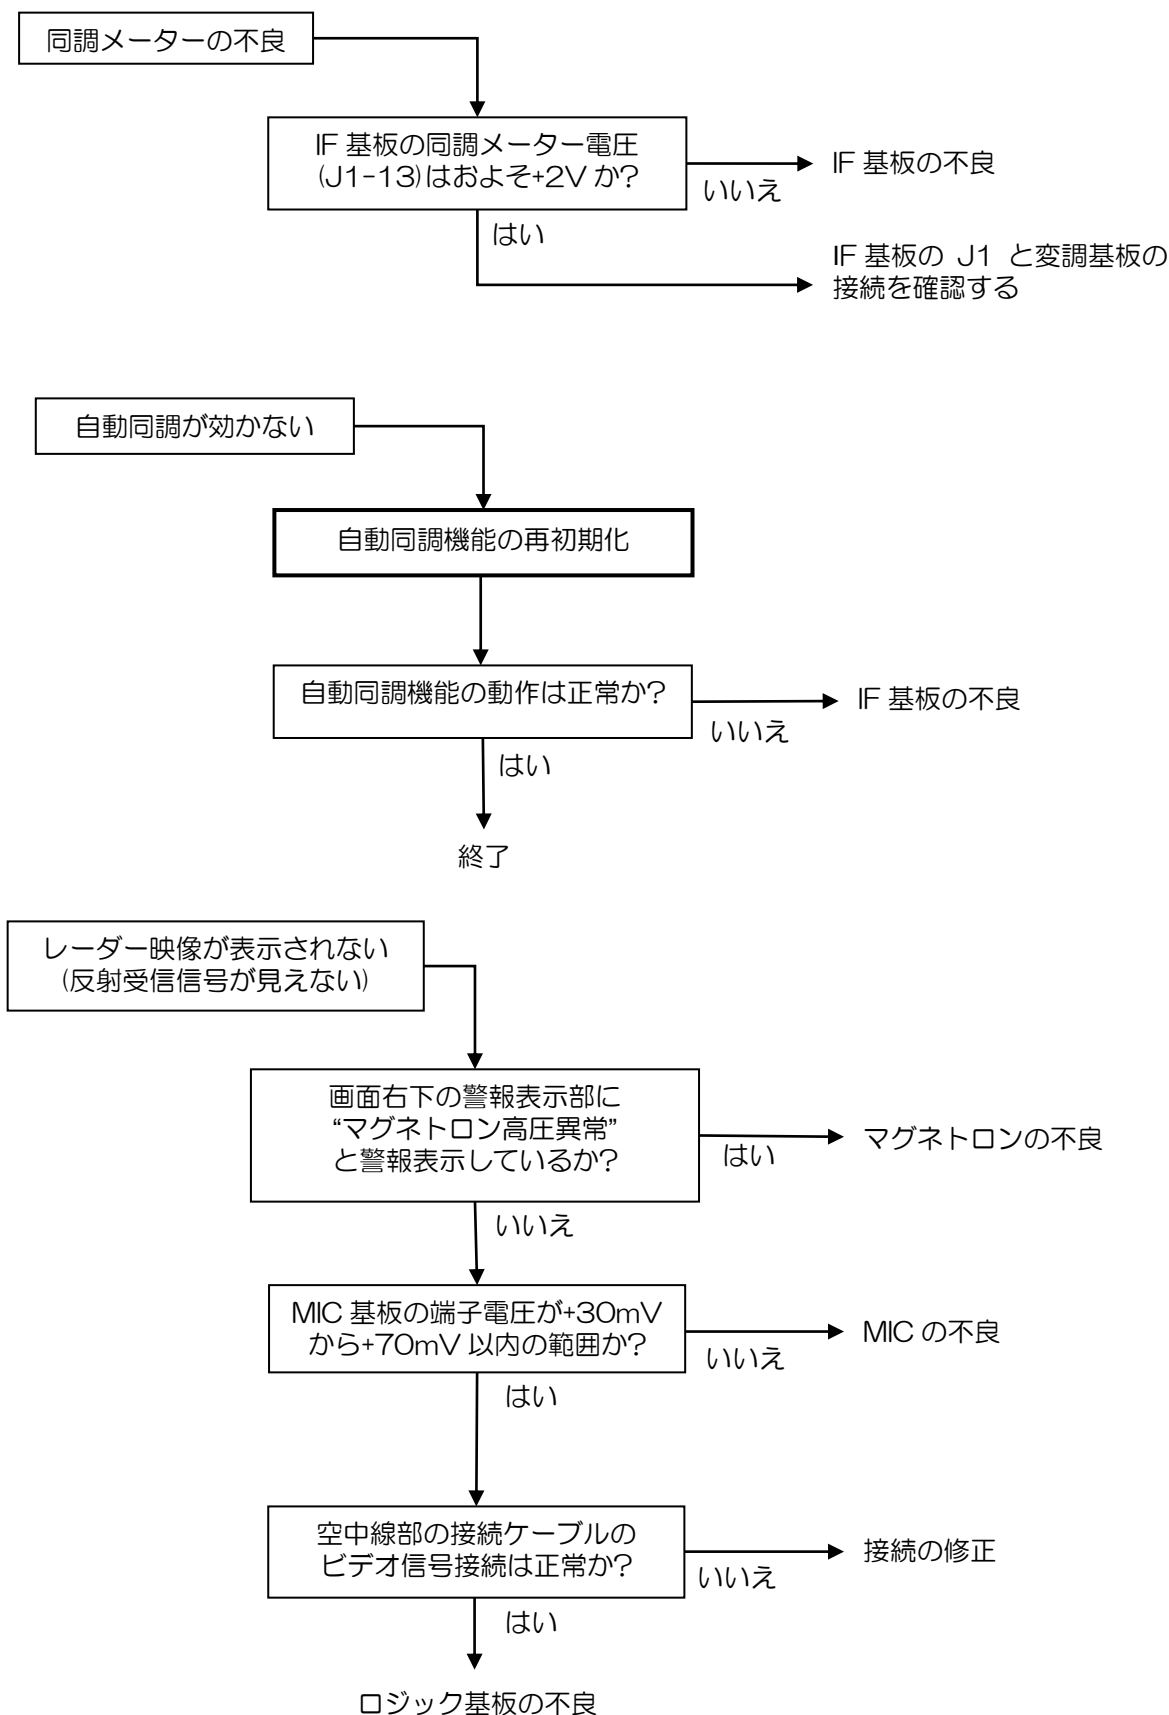 同調メーターの不良
IF 基板の同調メーター電圧
(J1-13)はおよそ+2V か?
いいえ
IF 基板の不良
はい
IF 基板の J1 と変調基板の
接続を確認する
自動同調が効かない
自動同調機能の再初期化
自動同調機能の動作は正常か?
いいえ
IF 基板の不良
はい
終了
レーダー映像が表示されない
(反射受信信号が見えない)
画面右下の警報表示部に
“マグネトロン高圧異常”
と警報表示しているか?
はい
マグネトロンの不良
いいえ
MIC 基板の端子電圧が+30mV
から+70mV 以内の範囲か?
いいえ
MIC の不良
はい
空中線部の接続ケーブルの
ビデオ信号接続は正常か?
いいえ
接続の修正
はい
ロジック基板の不良